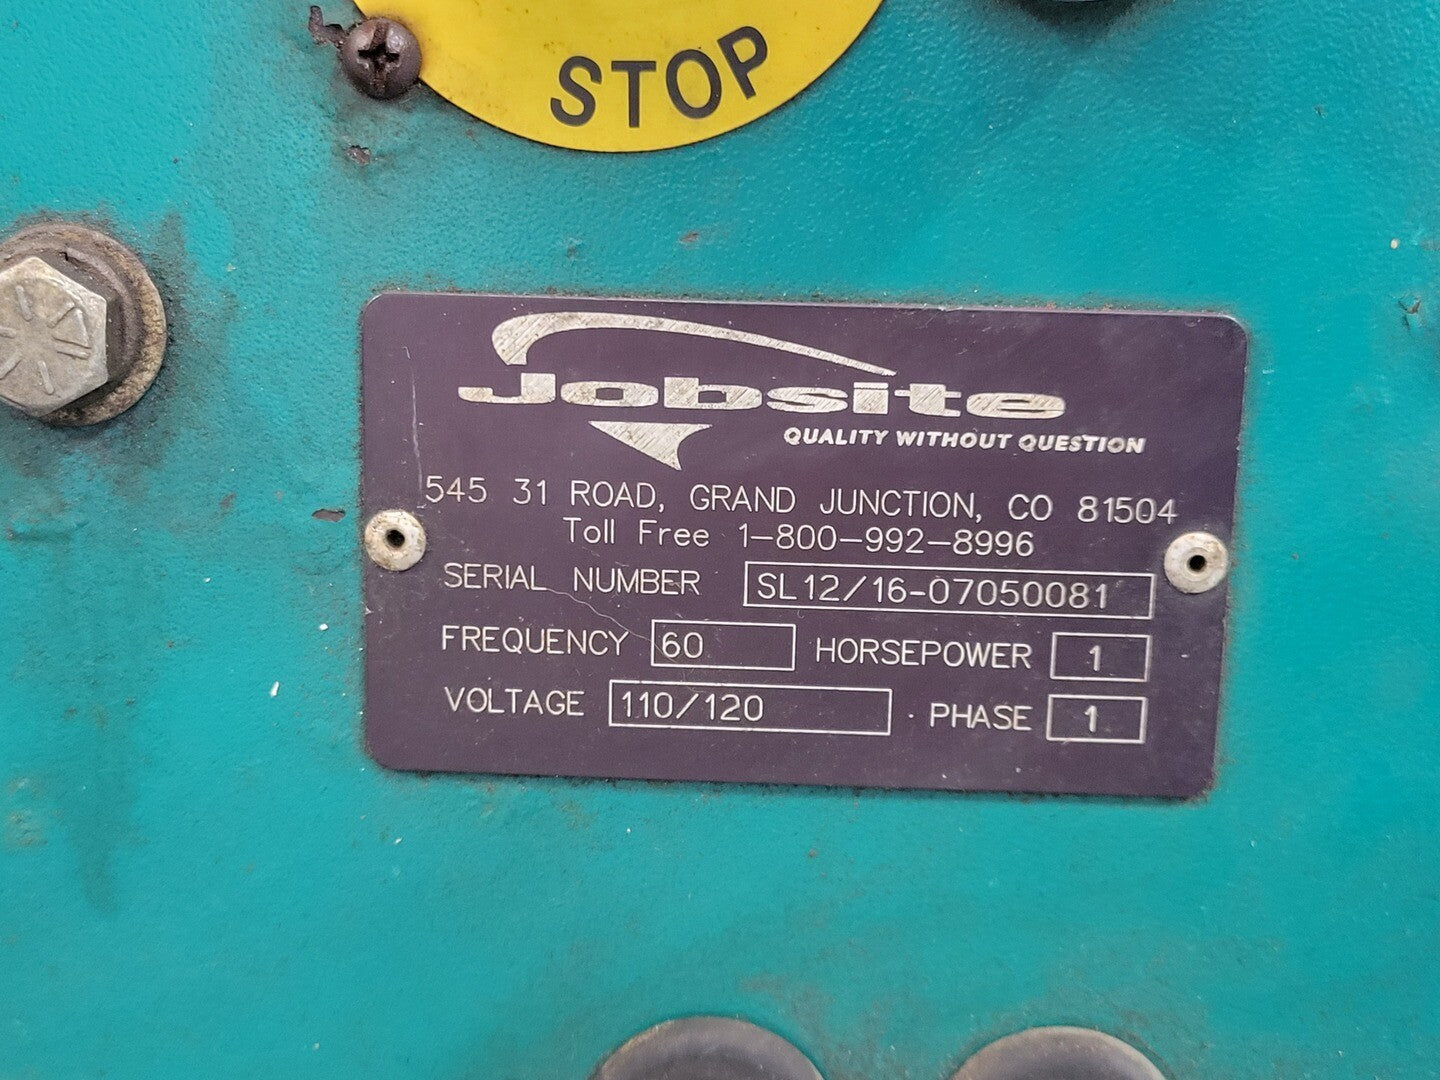 STOP
Jobsite
QUALITY WITHOUT QUESTION
545 31 ROAD, GRAND JUNCTION, CO 81504
Toll Free 1-800-992-8996
SERIAL NUMBER SL12/16-07050081
FREQUENCY 60 HORSEPOWER 1
VOLTAGE 110/120 PHASE 1